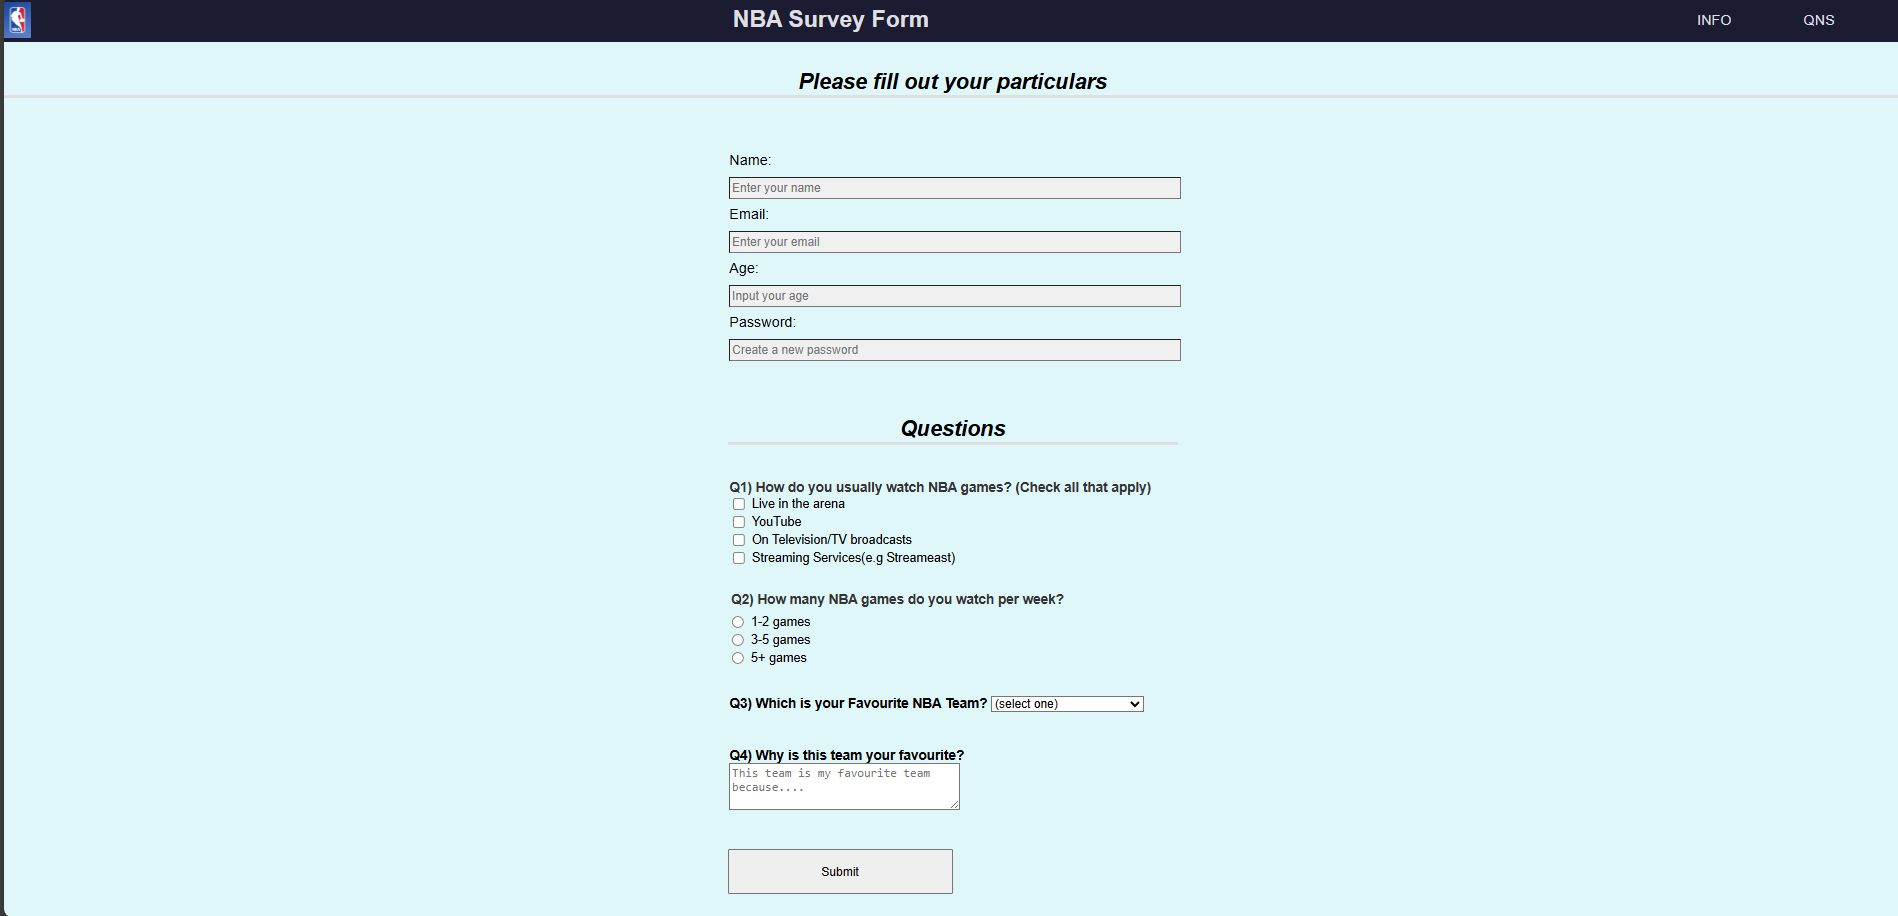 NBA Survey Form
INFO
QNS
Please fill out your particulars
Name:
Enter your name
Email:
Enter your email
Age:
Input your age
Password:
Create a new password
Questions
Q1) How do you usually watch NBA games? (Check all that apply)
Live in the arena
YouTube
On Television/TV broadcasts
Streaming Services(e.g Streameast)
Q2) How many NBA games do you watch per week?
1-2 games
3-5 games
5+ games
Q3) Which is your Favourite NBA Team? (select one)
Q4) Why is this team your favourite?
This team is my favourite team
because....
Submit